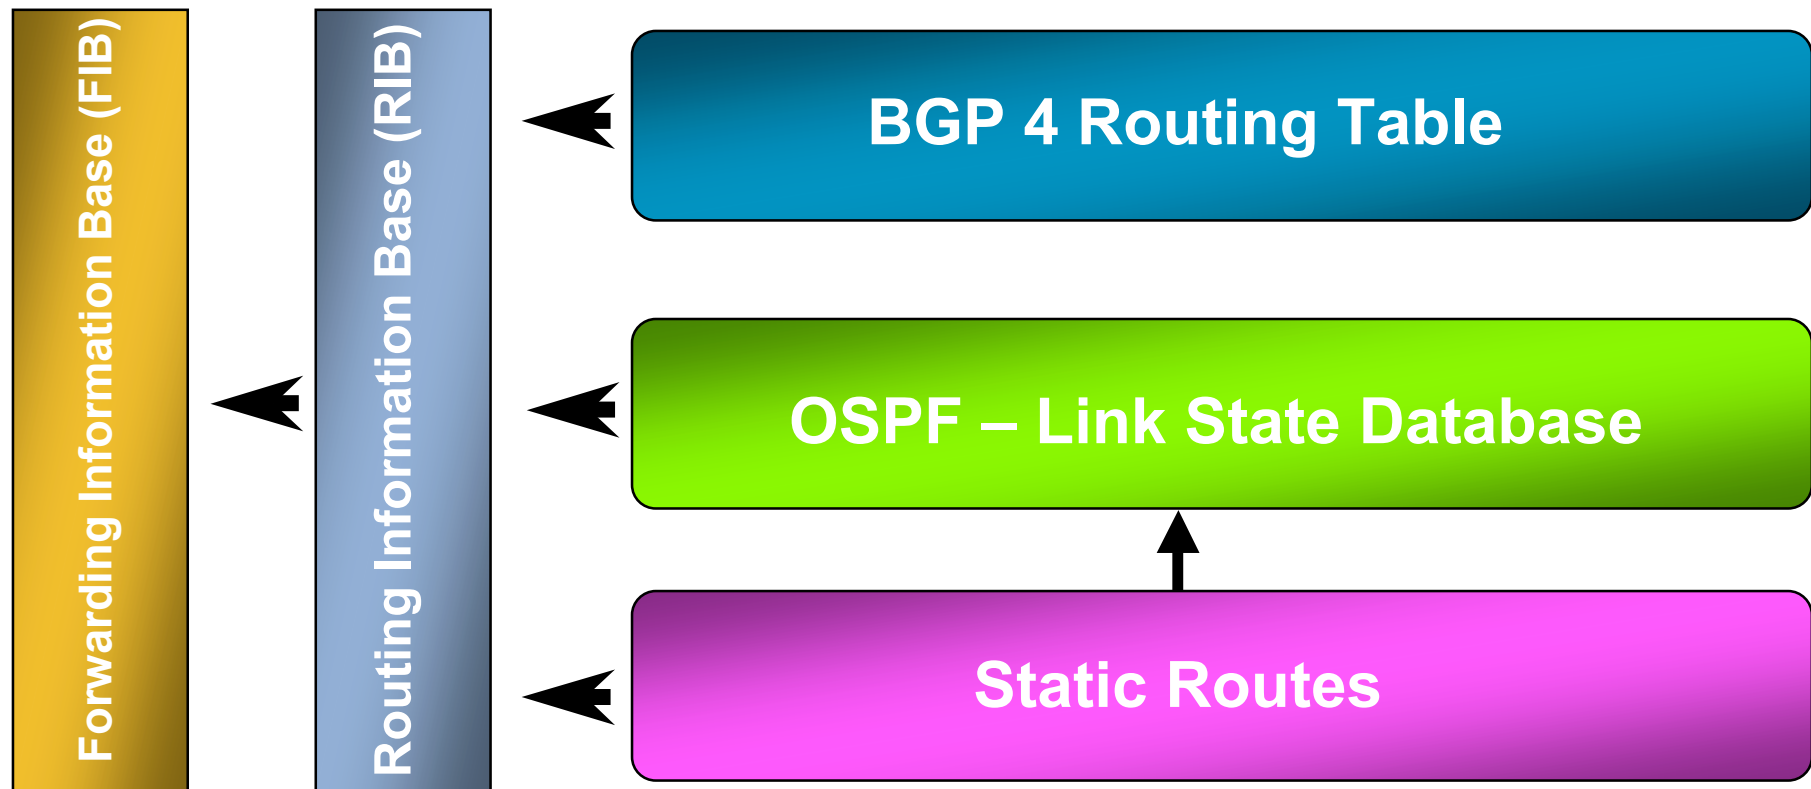 Forwarding Information Base (FIB)
Routing Information Base (RIB)
BGP 4 Routing Table
OSPF – Link State Database
Static Routes